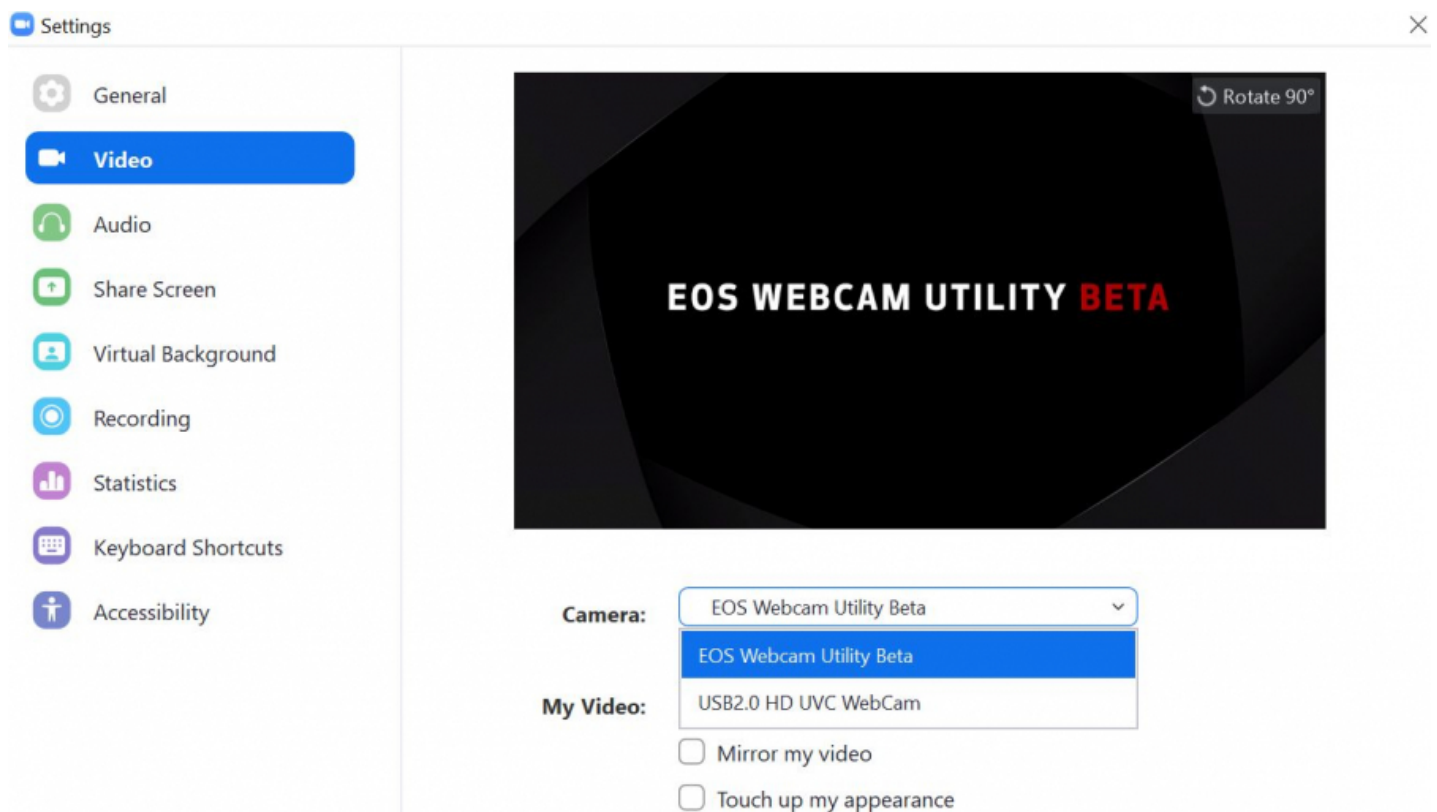 Settings
General
Video
Audio
Share Screen
Virtual Background
Recording
Statistics
Keyboard Shortcuts
Accessibility
Rotate 90°
EOS WEBCAM UTILITY BETA
Camera:
EOS Webcam Utility Beta
EOS Webcam Utility Beta
USB2.0 HD UVC WebCam
My Video:
Mirror my video
Touch up my appearance